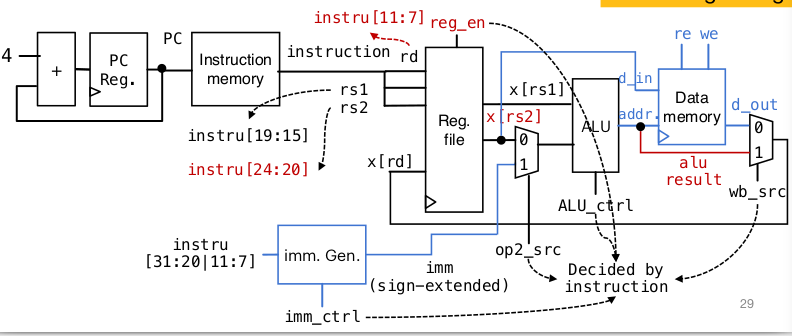 instru[11:7]
reg_en
re we
4
+
PC
Reg.
PC
Instruction
memory
instruction
rd
rs1
rs2
instru[19:15]
instru[24:20]
x[rd]
Reg.
file
x[rs1]
x[rs2]
0
1
ALU
d_in
addr.
Data
memory
d_out
0
1
alu
result
wb_src
ALU_ctrl
op2_src
instru
[31:20|11:7]
imm. Gen.
imm
(sign-extended)
imm_ctrl
Decided by
instruction
29